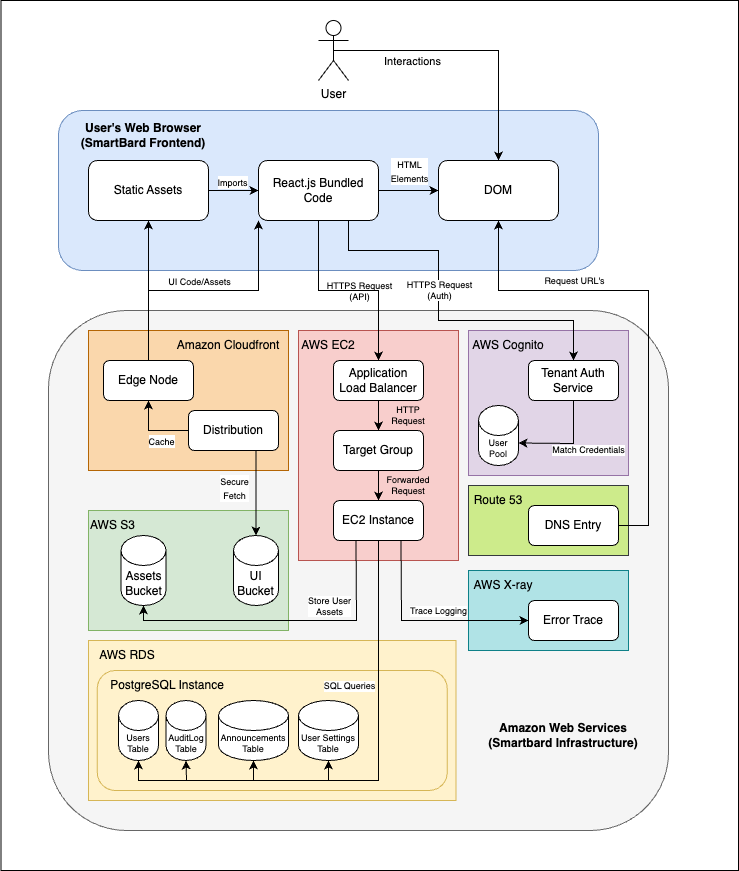 Interactions
User
User's Web Browser
(SmartBard Frontend)
Static Assets
Imports
React.js Bundled
Code
HTML
Elements
DOM
UI Code/Assets
HTTPS Request
(API)
HTTPS Request
(Auth)
Request URL's
Amazon Cloudfront
Edge Node
Distribution
Cache
Secure
Fetch
AWS EC2
Application
Load Balancer
HTTP
Request
Target Group
Forwarded
Request
EC2 Instance
AWS Cognito
Tenant Auth
Service
User
Pool
Match Credentials
Route 53
DNS Entry
AWS S3
Assets
Bucket
UI
Bucket
Store User
Assets
Trace Logging
AWS X-ray
Error Trace
AWS RDS
PostgreSQL Instance
SQL Queries
Users
Table
AuditLog
Table
Announcements
Table
User Settings
Table
Amazon Web Services
(Smartbard Infrastructure)